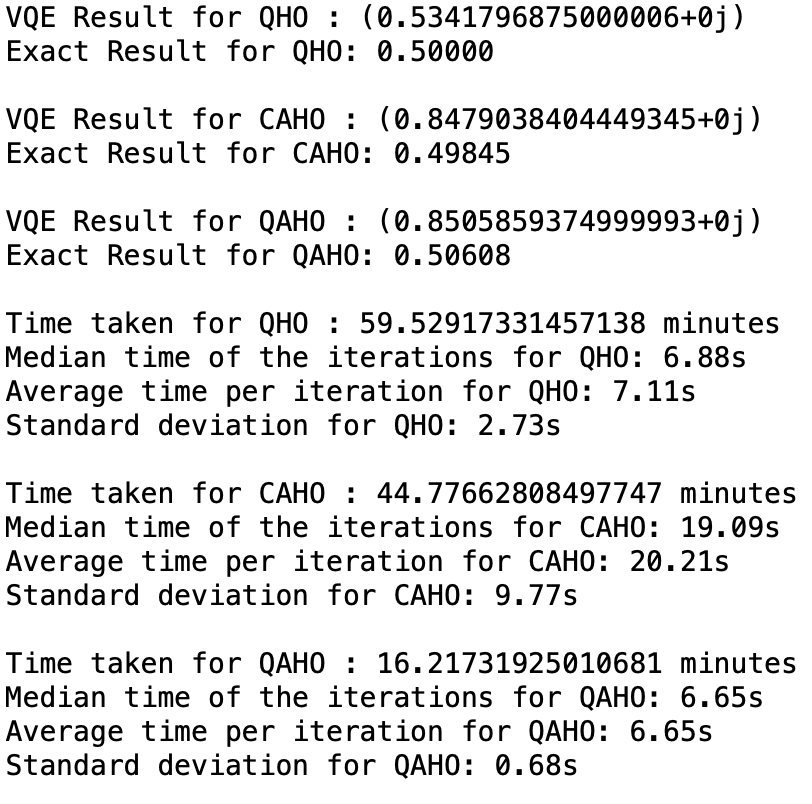 VQE Result for QHO : (0.5341796875000006+0j)
Exact Result for QHO: 0.50000
VQE Result for CAHO : (0.8479038404449345+0j)
Exact Result for CAHO: 0.49845
VQE Result for QAHO : (0.8505859374999993+0j)
Exact Result for QAHO: 0.50608
Time taken for QHO : 59.52917331457138 minutes
Median time of the iterations for QHO: 6.88s
Average time per iteration for QHO: 7.11s
Standard deviation for QHO: 2.73s
Time taken for CAHO : 44.77662808497747 minutes
Median time of the iterations for CAHO: 19.09s
Average time per iteration for CAHO: 20.21s
Standard deviation for CAHO: 9.77s
Time taken for QAHO : 16.21731925010681 minutes
Median time of the iterations for QAHO: 6.65s
Average time per iteration for QAHO: 6.65s
Standard deviation for QAHO: 0.68s